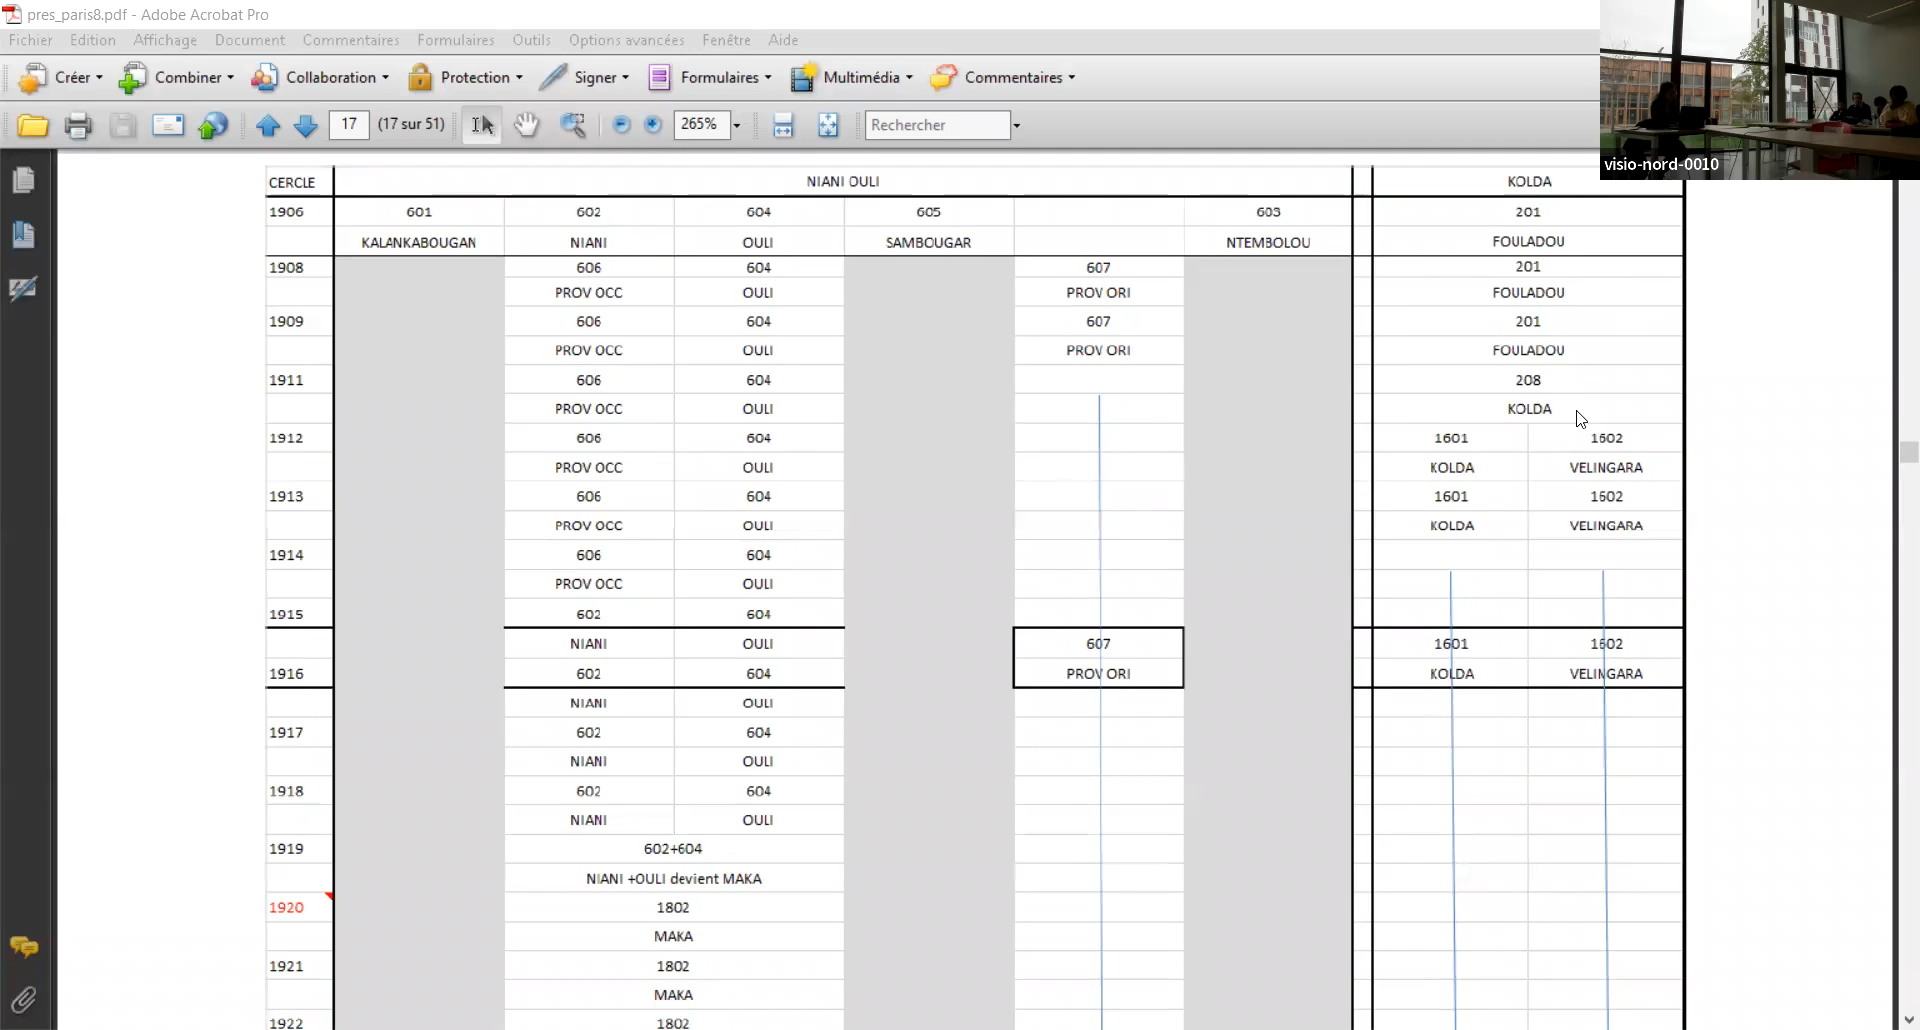 pres_paris8.pdf - Adobe Acrobat Pro
Fichier Edition Affichage Document Commentaires Formulaires Outils Options avancées Fenêtre Aide
Créer Combiner Collaboration Protection Signer Formulaires Multimédia Commentaires
17 (17 sur 51) 265% Rechercher
visio-nord-0010
CERCLE NIANI OULI KOLDA
1906 601 602 604 605 603 201
KALANKABOUGAN NIANI OULI SAMBOUGAR NTEMBOLOU FOULADOU
1908 606 604 607 201
PROV OCC OULI PROV ORI FOULADOU
1909 606 604 607 201
PROV OCC OULI PROV ORI FOULADOU
1911 606 604 208
PROV OCC OULI KOLDA
1912 606 604 1601 1602
PROV OCC OULI KOLDA VELINGARA
1913 606 604 1601 1602
PROV OCC OULI KOLDA VELINGARA
1914 606 604
PROV OCC OULI
1915 602 604
NIANI OULI 607 1601 1602
1916 602 604 PROV ORI KOLDA VELINGARA
NIANI OULI
1917 602 604
NIANI OULI
1918 602 604
NIANI OULI
1919 602+604
NIANI +OULI devient MAKA
1920 1802
MAKA
1921 1802
MAKA
1922 1802